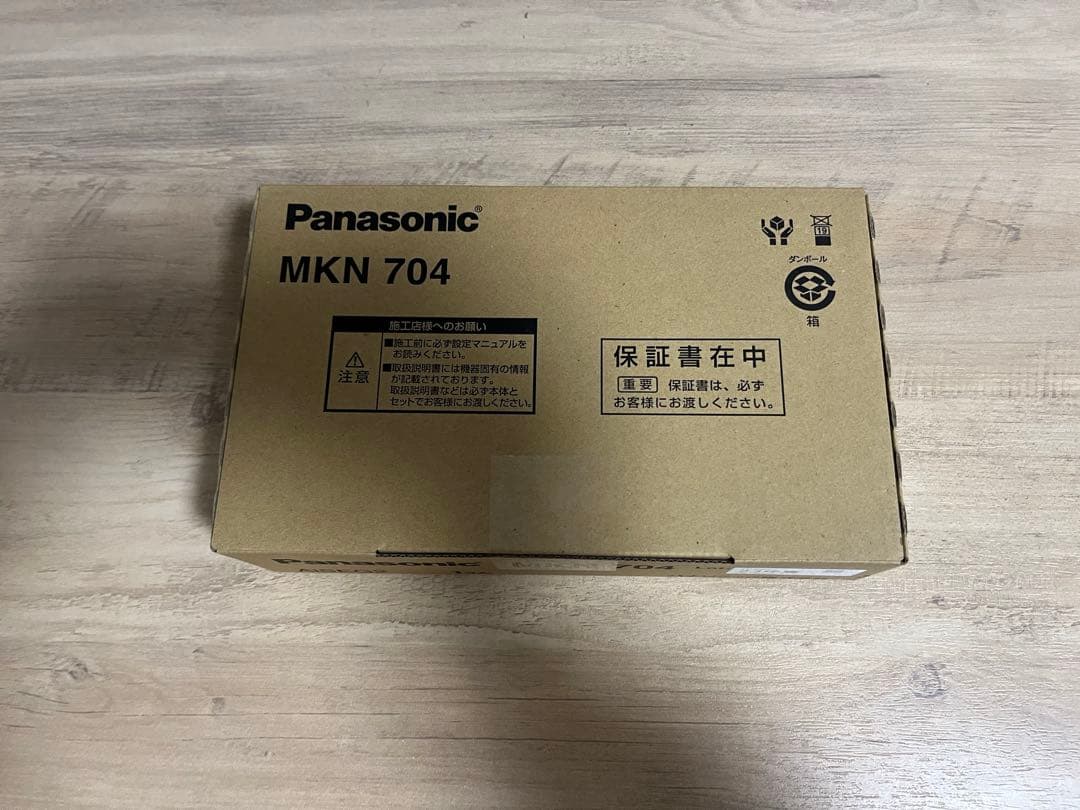 Panasonic®
MKN 704
19
ダンボール
箱
施工店様へのお願い
注意
■施工前に必ず設定マニュアルを
お読みください。
■取扱説明書には機器固有の情報
が記載されております。
取扱説明書などは必ず本体と
セットでお客様にお渡しください。
保証書在中
重要 保証書は、必ず
お客様にお渡しください。
Panasonic
704